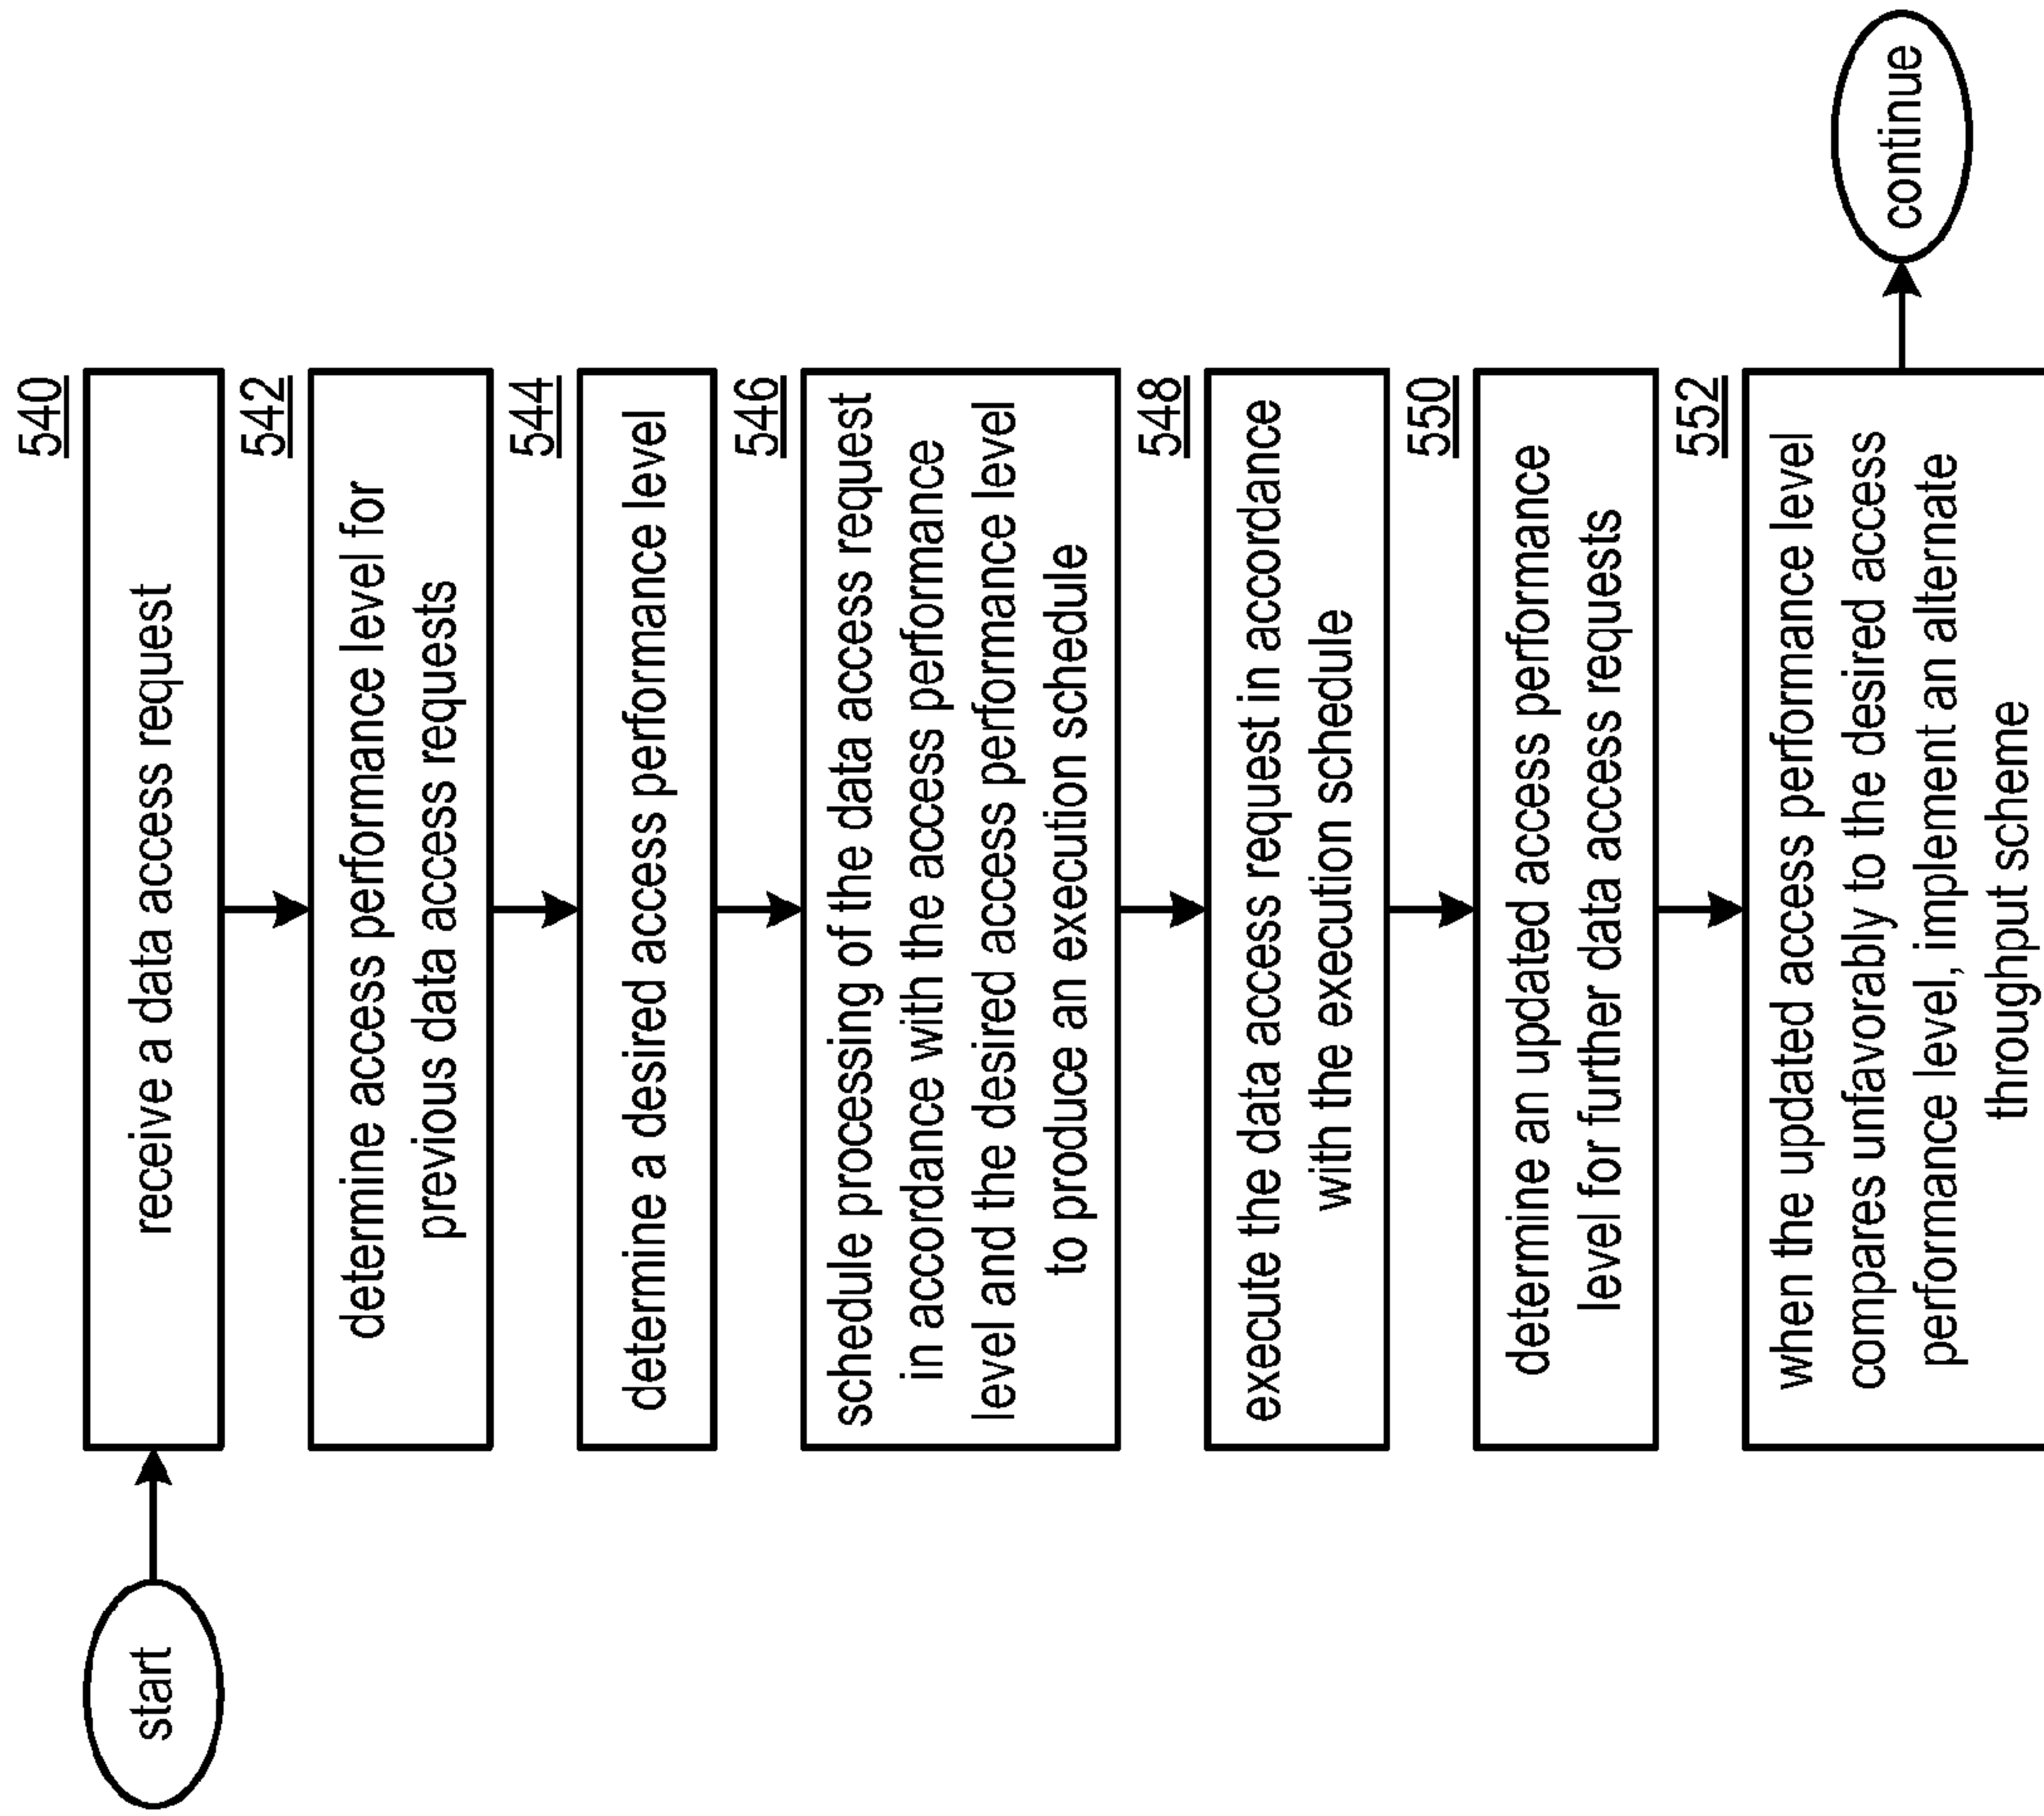 start
540
receive a data access request
542
determine access performance level for
previous data access requests
544
determine a desired access performance level
546
schedule processing of the data access request
in accordance with the access performance
level and the desired access performance level
to produce an execution schedule
548
execute the data access request in accordance
with the execution schedule
550
determine an updated access performance
level for further data access requests
552
when the updated access performance level
compares unfavorably to the desired access
performance level, implement an alternate
throughput scheme
continue